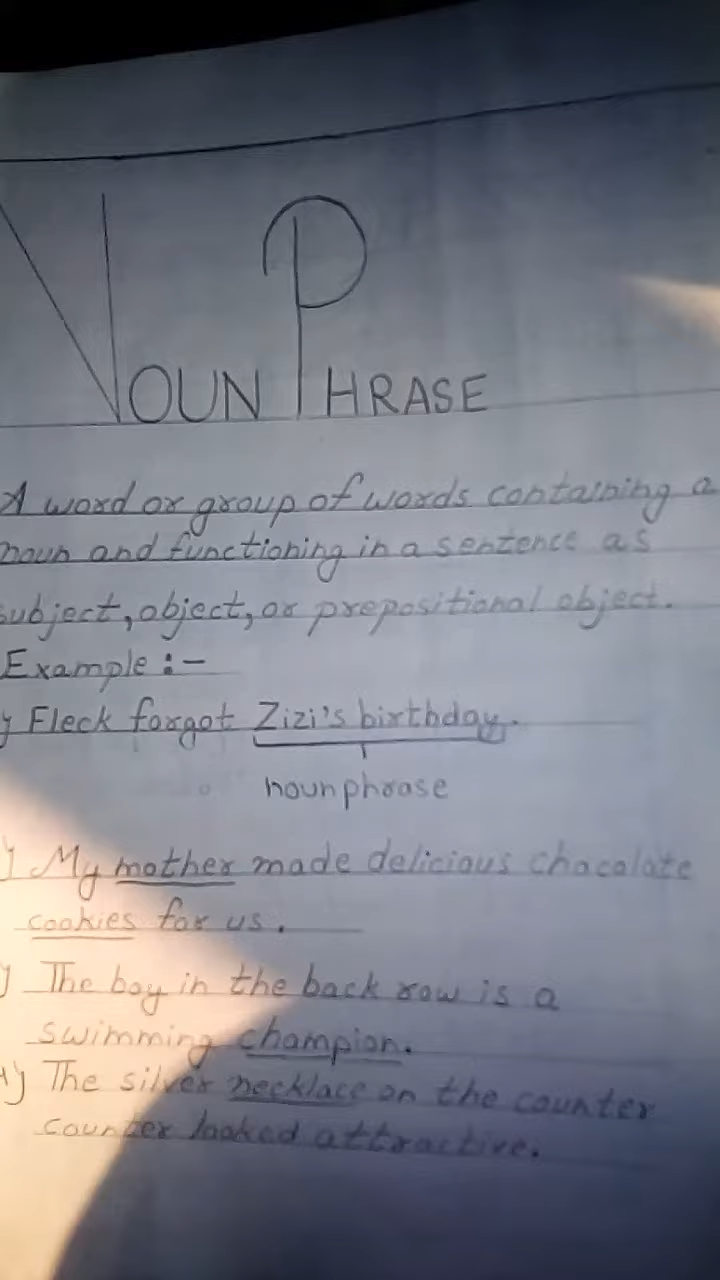 NOUN PHRASE
A word or group of words containing a
noun and functioning in a sentence as
subject, object, or prepositional object.
Example :-
) Fleck forgot Zizi's birthday.
noun phrase
) My mother made delicious chocolate
cookies for us.
) The boy in the back row is a
swimming champion.
4) The silver necklace on the counter
counter looked attractive.